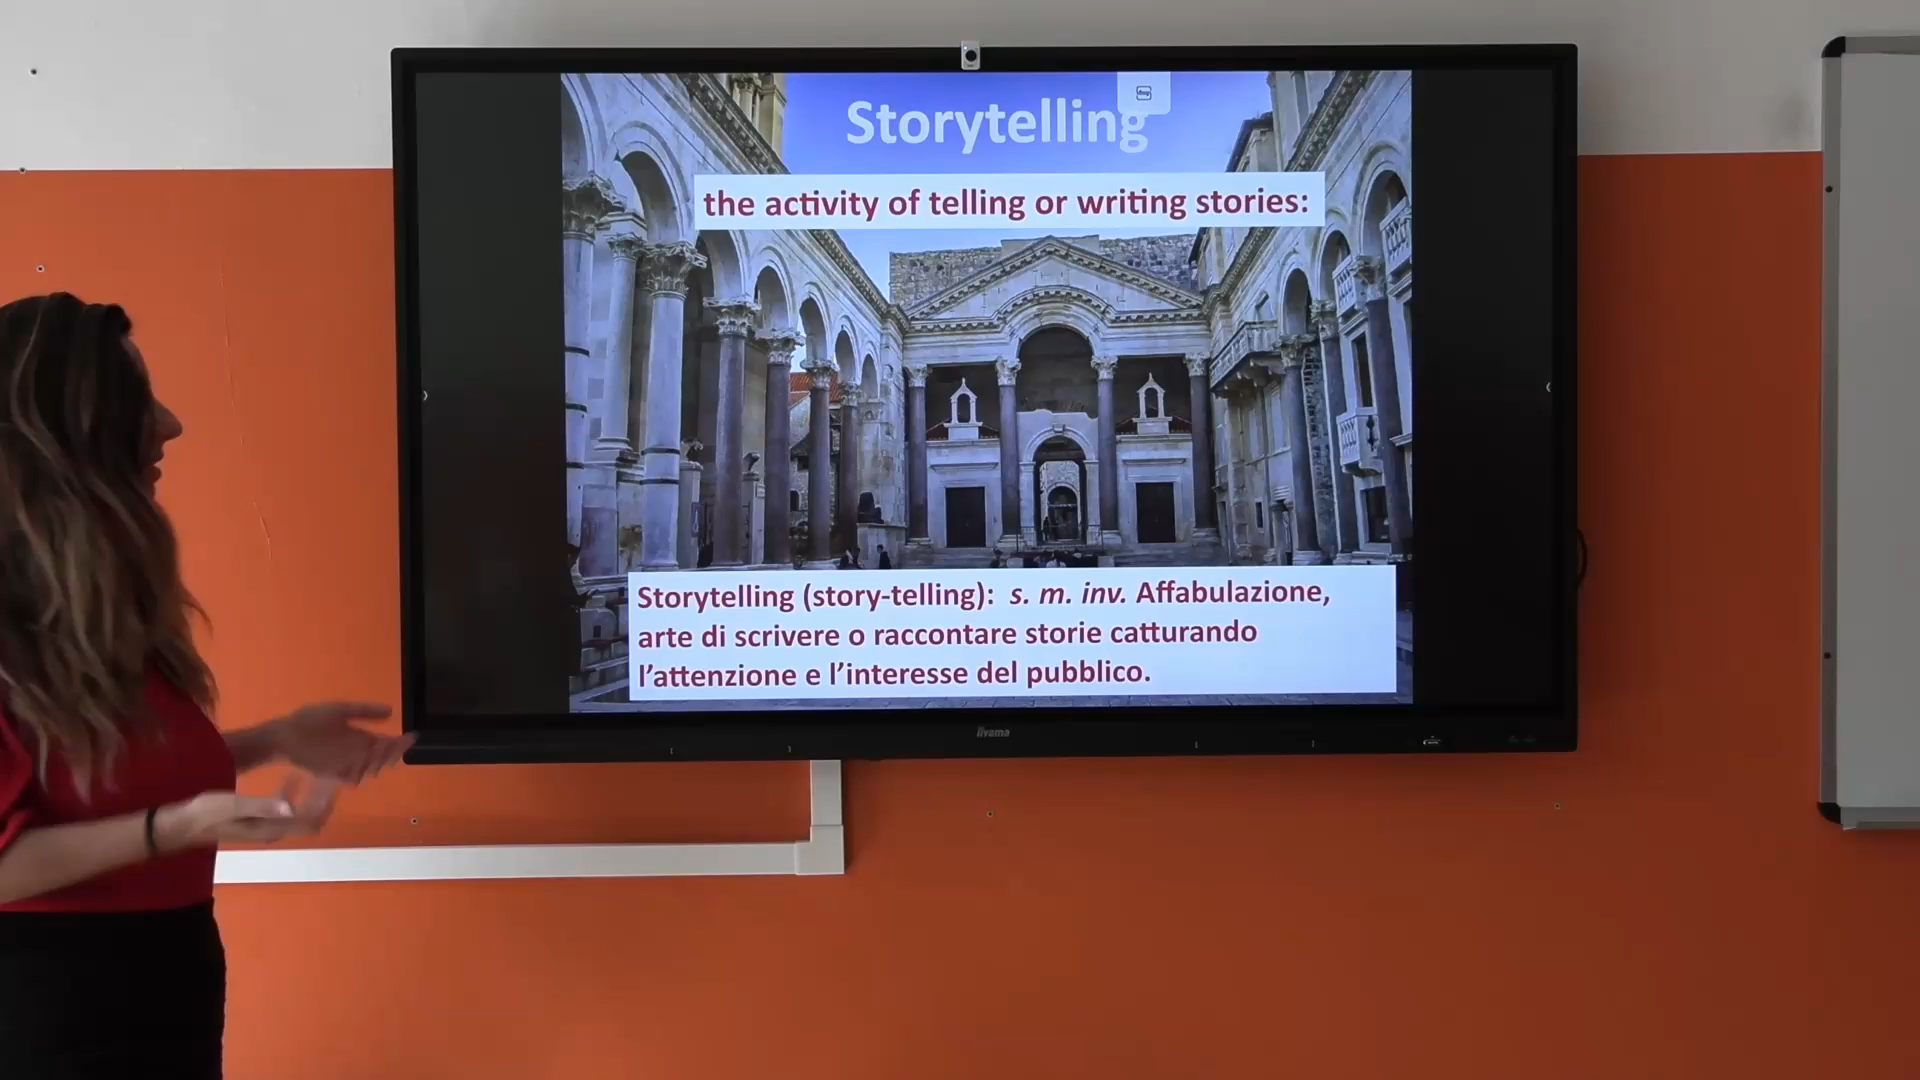 Storytelling
the activity of telling or writing stories:
Storytelling (story-telling): s. m. inv. Affabulazione,
arte di scrivere o raccontare storie catturando
l’attenzione e l’interesse del pubblico.
iiyama